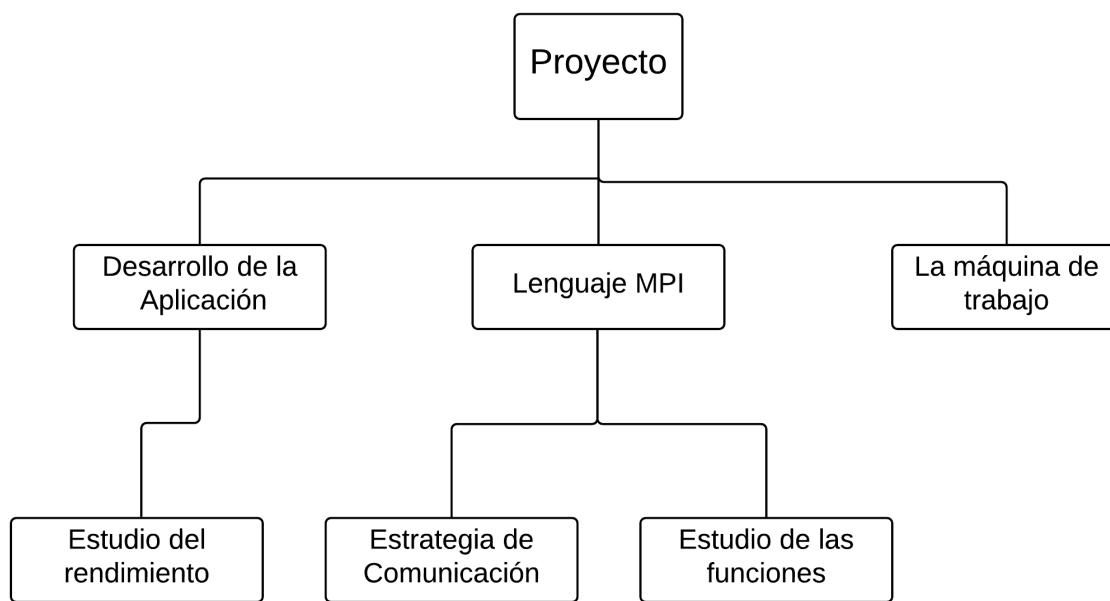 Proyecto
Desarrollo de la
Aplicación
Lenguaje MPI
La máquina de
trabajo
Estudio del
rendimiento
Estrategia de
Comunicación
Estudio de las
funciones